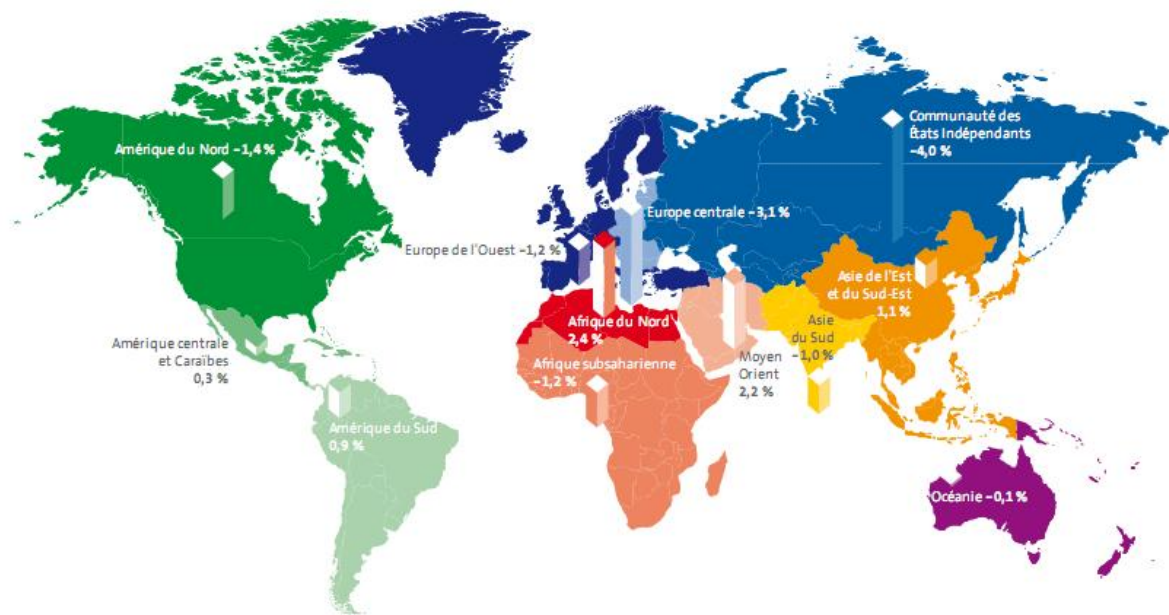 Communauté des
États Indépendants
–4,0 %
Amérique du Nord –1,4 %
Europe centrale –3,1 %
Europe de l'Ouest –1,2 %
Asie de l'Est
et du Sud-Est
1,1 %
Afrique du Nord
2,4 %
Asie
du Sud
–1,0 %
Amérique centrale
et Caraïbes
0,3 %
Moyen
Orient
2,2 %
Afrique subsaharienne
–1,2 %
Amérique du Sud
0,9 %
Océanie –0,1 %